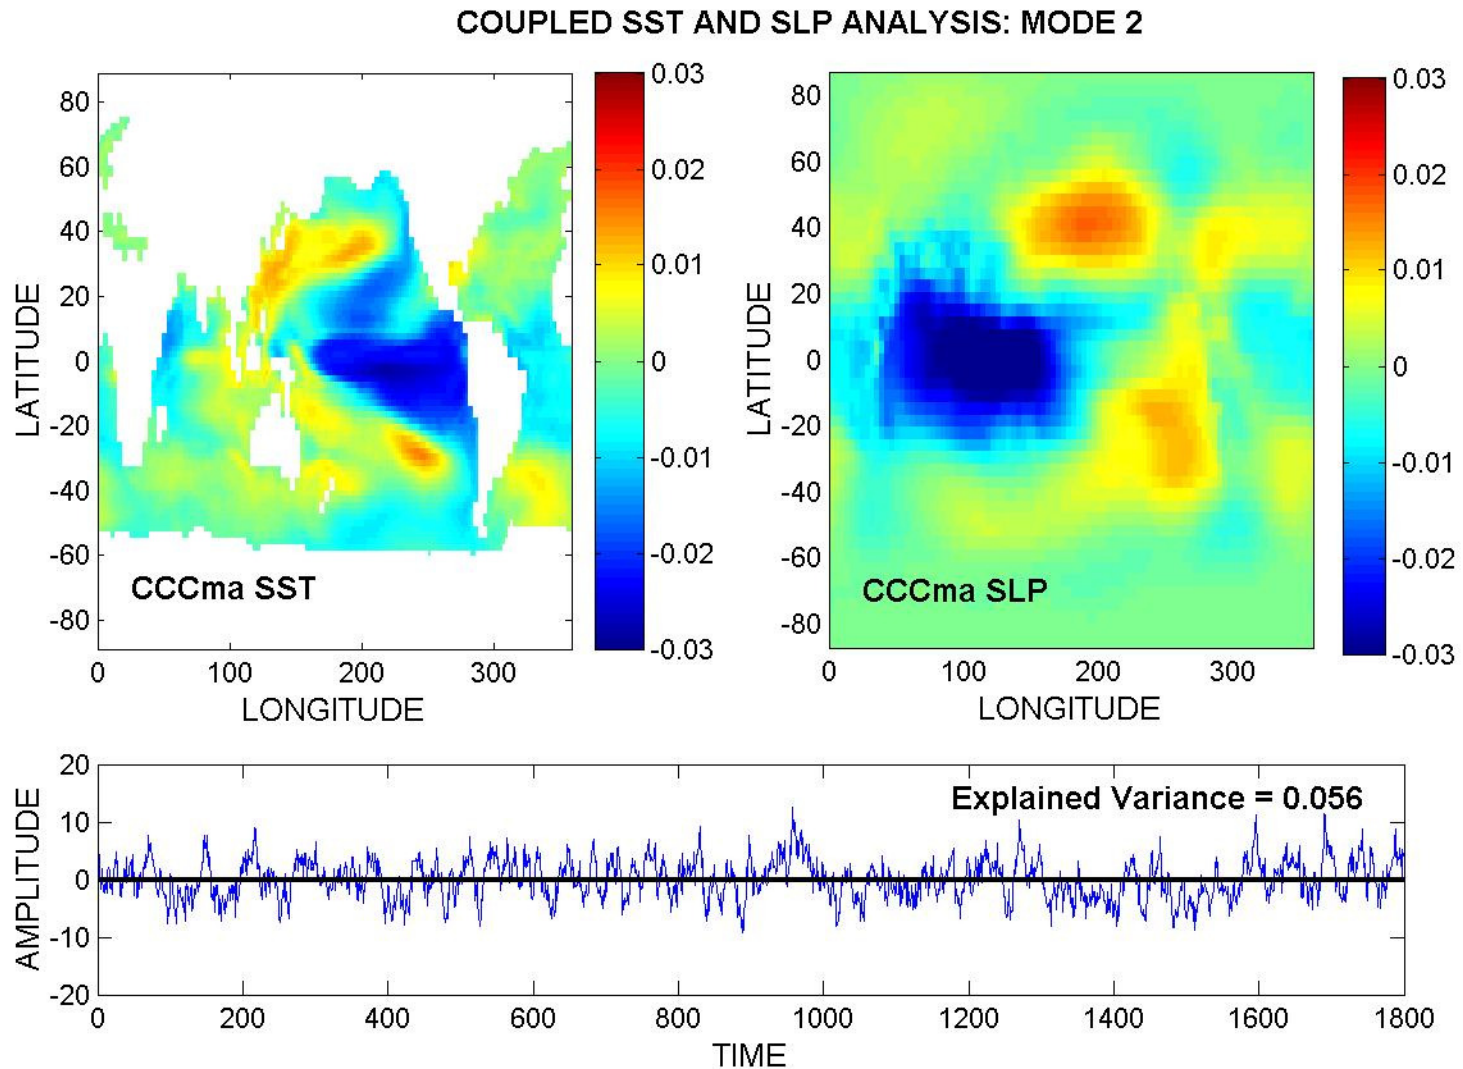 COUPLED SST AND SLP ANALYSIS: MODE 2
LATITUDE
80
60
40
20
0
-20
-40
-60
-80
CCCma SST
0 100 200 300
LONGITUDE
0.03
0.02
0.01
0
-0.01
-0.02
-0.03
LATITUDE
80
60
40
20
0
-20
-40
-60
-80
CCCma SLP
0 100 200 300
LONGITUDE
0.03
0.02
0.01
0
-0.01
-0.02
-0.03
AMPLITUDE
20
10
0
-10
-20
Explained Variance = 0.056
0 200 400 600 800 1000 1200 1400 1600 1800
TIME